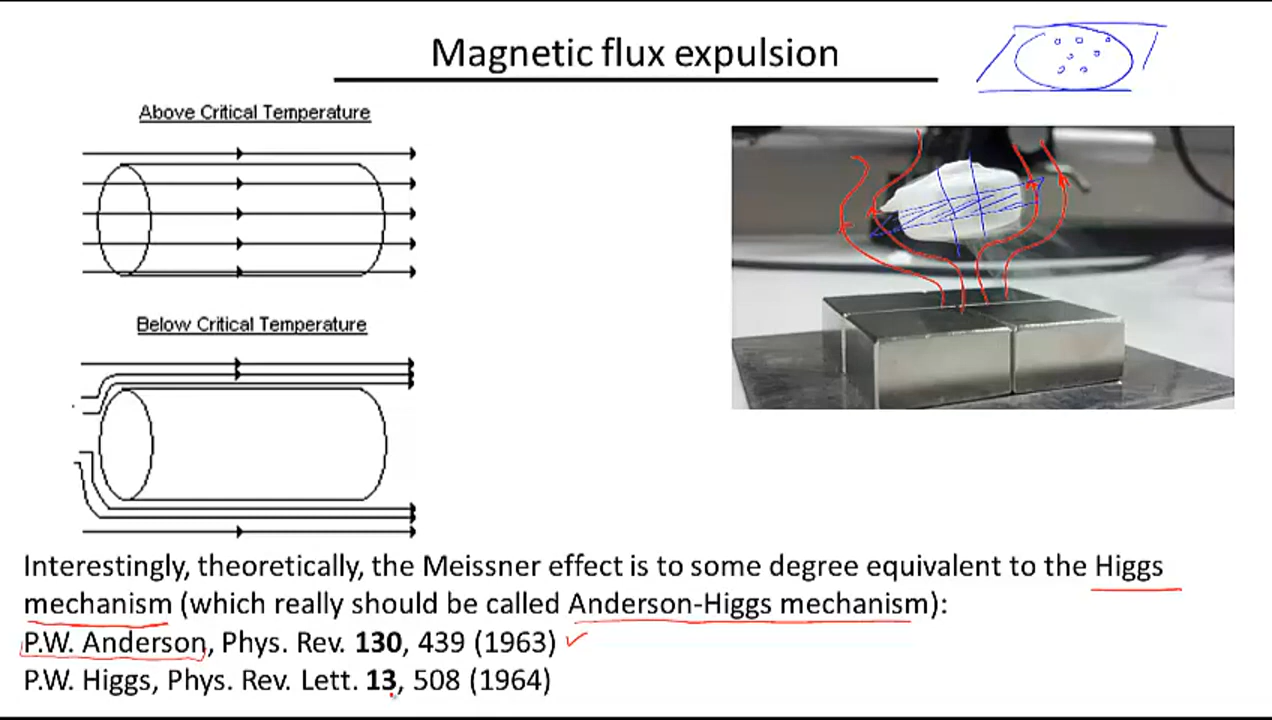 Magnetic flux expulsion
Above Critical Temperature
Below Critical Temperature
Interestingly, theoretically, the Meissner effect is to some degree equivalent to the Higgs
mechanism (which really should be called Anderson-Higgs mechanism):
P.W. Anderson, Phys. Rev. 130, 439 (1963)
P.W. Higgs, Phys. Rev. Lett. 13, 508 (1964)